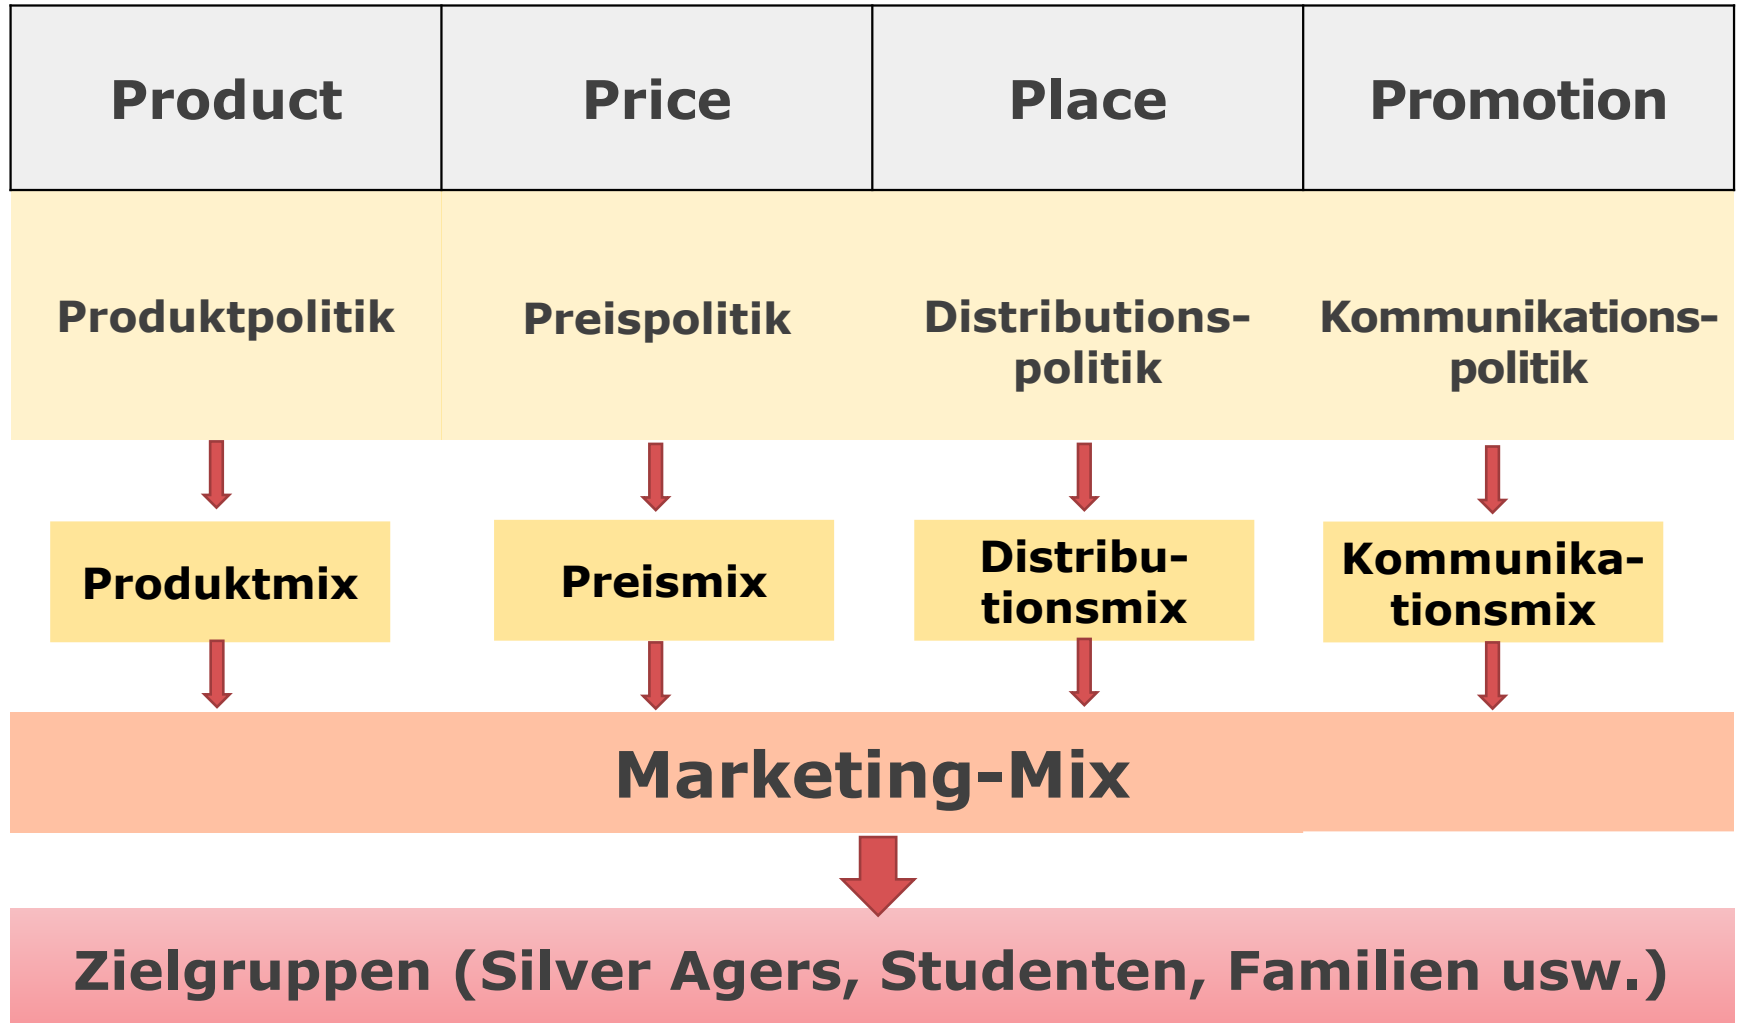 Product
Price
Place
Promotion
Produktpolitik
Preispolitik
Distributions-
politik
Kommunikations-
politik
Produktmix
Preismix
Distribu-
tionsmix
Kommunika-
tionsmix
Marketing-Mix
Zielgruppen (Silver Agers, Studenten, Familien usw.)